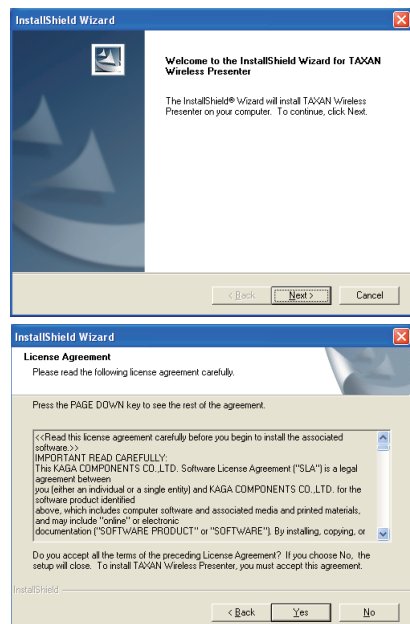 InstallShield Wizard
Welcome to the InstallShield Wizard for TAXAN
Wireless Presenter
The InstallShield® Wizard will install TAXAN Wireless
Presenter on your computer. To continue, click Next.
< Back
Next >
Cancel
InstallShield Wizard
License Agreement
Please read the following license agreement carefully.
Press the PAGE DOWN key to see the rest of the agreement.
<<Read this license agreement carefully before you begin to install the associated
software.>>
IMPORTANT READ CAREFULLY:
This KAGA COMPONENTS CO.,LTD. Software License Agreement ("SLA") is a legal
agreement between
you (either an individual or a single entity) and KAGA COMPONENTS CO.,LTD. for the
software product identified
above, which includes computer software and associated media and printed materials,
and may include "online" or electronic
documentation ("SOFTWARE PRODUCT" or "SOFTWARE"). By installing, copying, or
Do you accept all the terms of the preceding License Agreement? If you choose No, the
setup will close. To install TAXAN Wireless Presenter, you must accept this agreement.
InstallShield
< Back
Yes
No